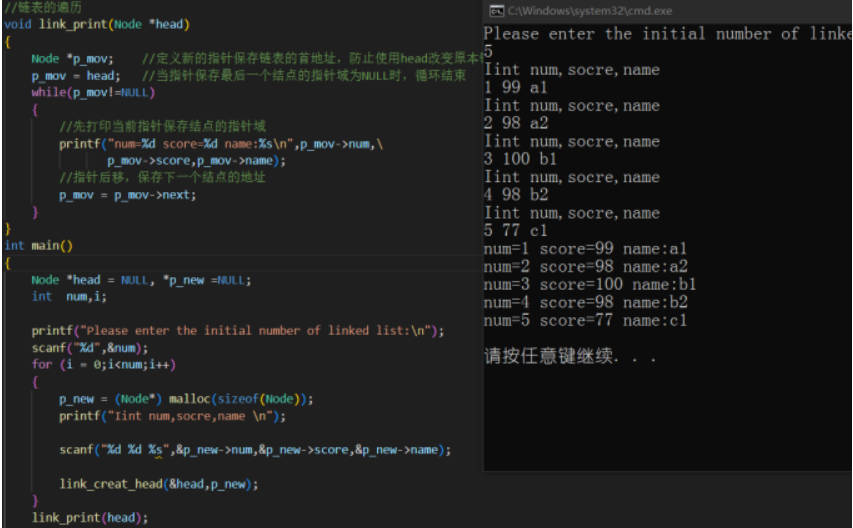 //链表的遍历
void link_print(Node *head)
{
Node *p_mov; //定义新的指针保存链表的首地址，防止使用head改变原本
p_mov = head; //当指针保存最后一个结点的指针域为NULL时，循环结束
while(p_mov!=NULL)
{
//先打印当前指针保存结点的指针域
printf("num=%d score=%d name:%s\n",p_mov->num,\
p_mov->score,p_mov->name);
//指针后移，保存下一个结点的地址
p_mov = p_mov->next;
}
}
int main()
{
Node *head = NULL, *p_new =NULL;
int num,i;
printf("Please enter the initial number of linked list:\n");
scanf("%d",&num);
for (i = 0;i<num;i++)
{
p_new = (Node*) malloc(sizeof(Node));
printf("Iint num,socre,name \n");
scanf("%d %d %s",&p_new->num,&p_new->score,&p_new->name);
link_creat_head(&head,p_new);
}
link_print(head);
C:\Windows\system32\cmd.exe
Please enter the initial number of linke
5
Iint num,socre,name
1 99 a1
Iint num,socre,name
2 98 a2
Iint num,socre,name
3 100 b1
Iint num,socre,name
4 98 b2
Iint num,socre,name
5 77 c1
num=1 score=99 name:a1
num=2 score=98 name:a2
num=3 score=100 name:b1
num=4 score=98 name:b2
num=5 score=77 name:c1
请按任意键继续. . .